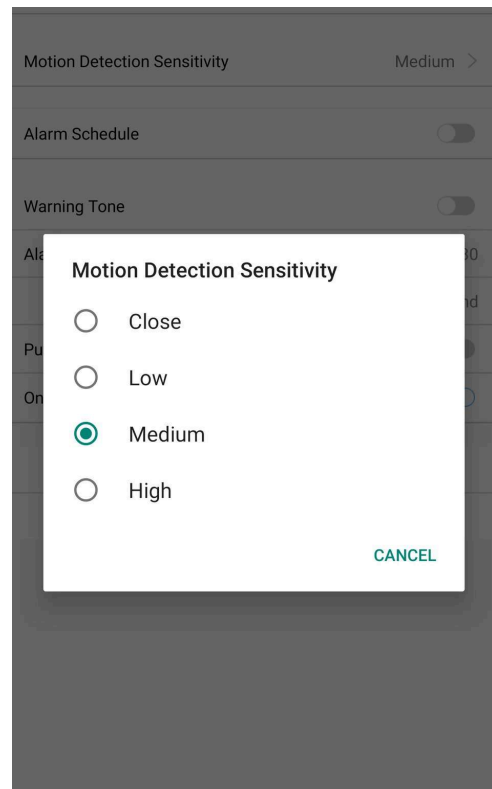 Motion Detection Sensitivity Medium
Alarm Schedule
Warning Tone
Motion Detection Sensitivity
Close
Low
Medium
High
CANCEL